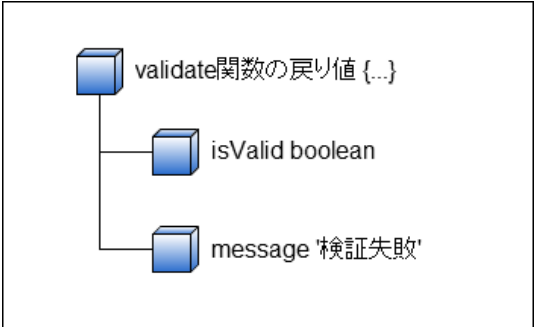 validate関数の戻り値 {...}
isValid boolean
message '検証失敗'